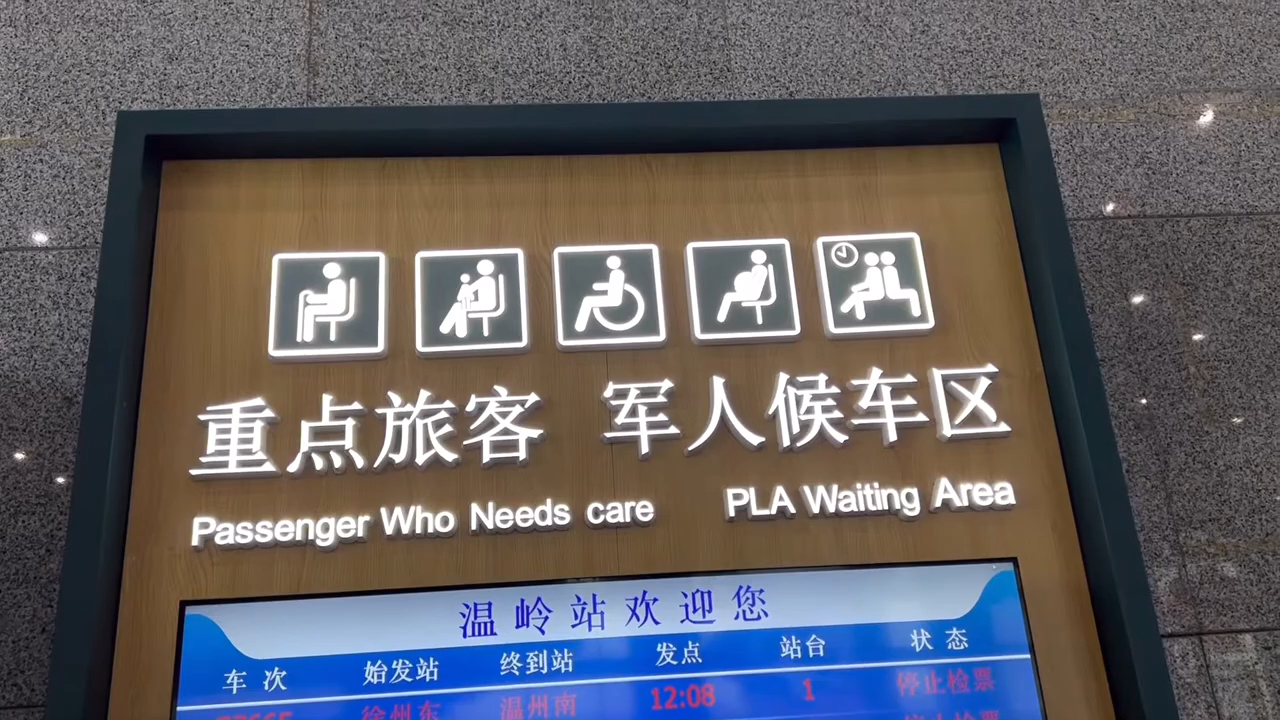 重点旅客 军人候车区
Passenger Who Needs care PLA Waiting Area
温岭站欢迎您
车次 始发站 终到站 发点 站台 状态
徐州东 温州南 12:08 1 停止检票